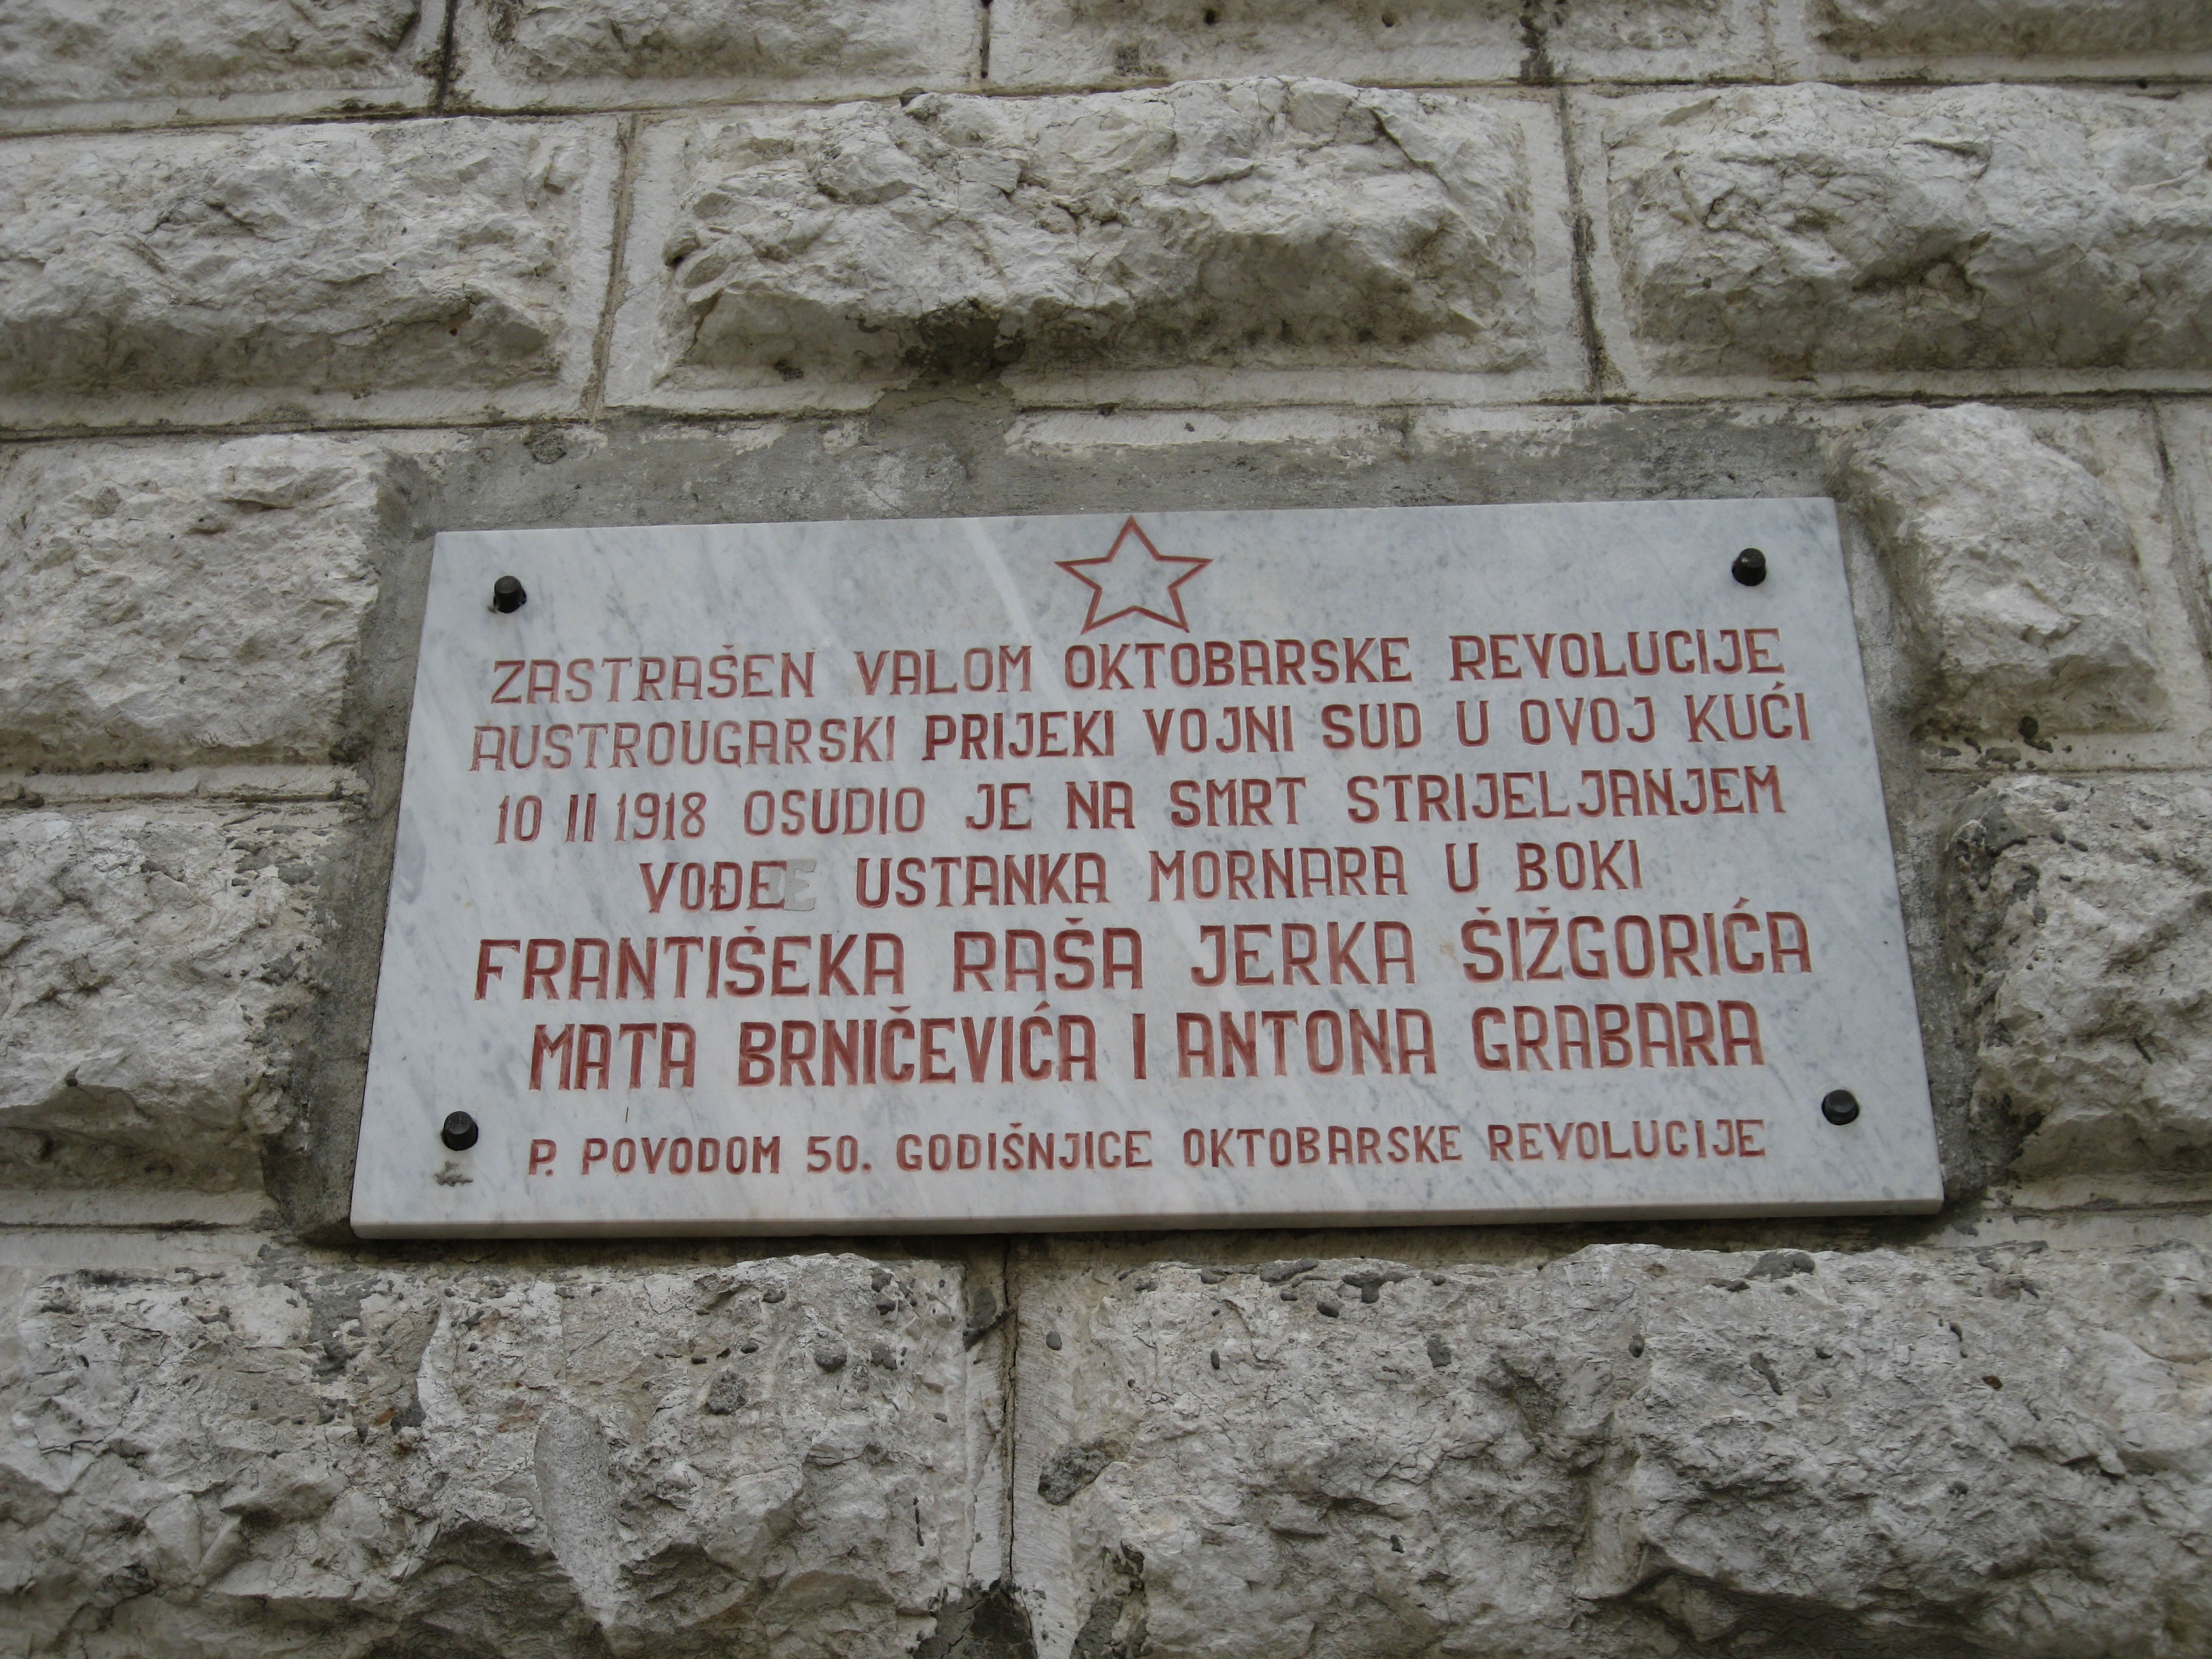 ZASTRAŠEN VALOM OKTOBARSKE REVOLUCIJE
AUSTROUGARSKI PRIJEKI VOJNI SUD U OVOJ KUĆI
10 II 1918 OSUDIO JE NA SMRT STRIJELJANJEM
VOĐE USTANKA MORNARA U BOKI
FRANTIŠEKA RAŠA JERKA ŠIŽGORIĆA
MATA BRNIČEVIĆA I ANTONA GRABARA
P. POVODOM 50. GODIŠNJICE OKTOBARSKE REVOLUCIJE